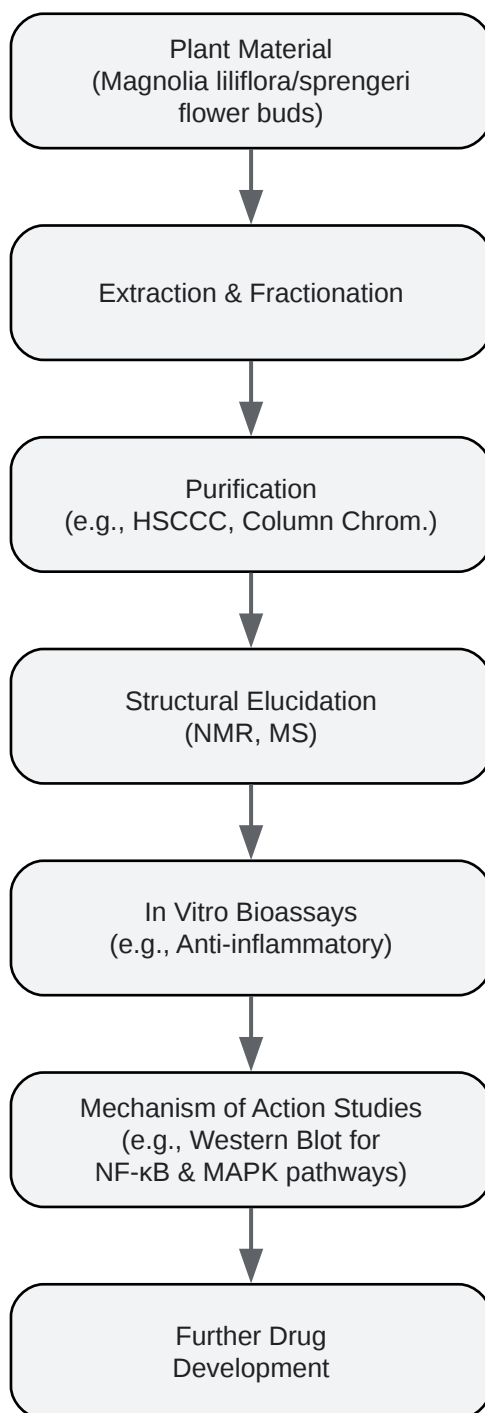 Plant Material
(Magnolia liliflora/sprengeri
flower buds)
Extraction & Fractionation
Purification
(e.g., HSCCC, Column Chrom.)
Structural Elucidation
(NMR, MS)
In Vitro Bioassays
(e.g., Anti-inflammatory)
Mechanism of Action Studies
(e.g., Western Blot for
NF-κB & MAPK pathways)
Further Drug
Development